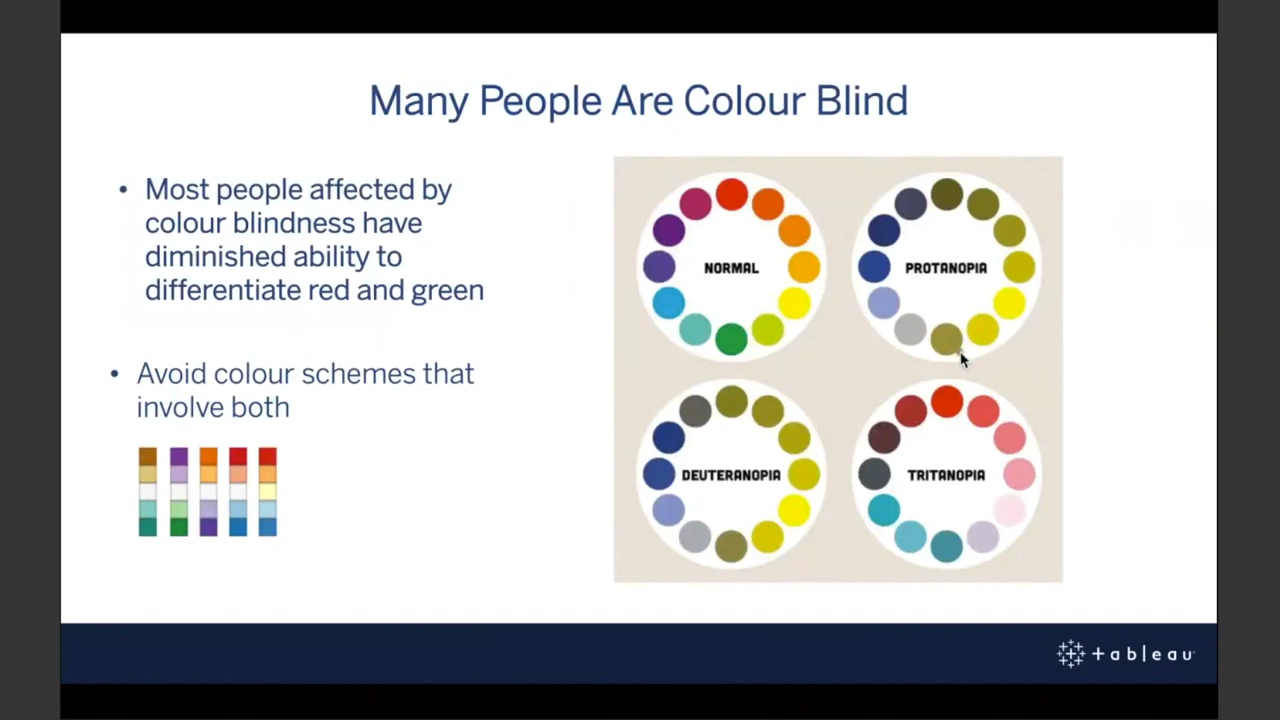 Many People Are Colour Blind
• Most people affected by
colour blindness have
diminished ability to
differentiate red and green
• Avoid colour schemes that
involve both
NORMAL
PROTANOPIA
DEUTERANOPIA
TRITANOPIA
+ableau